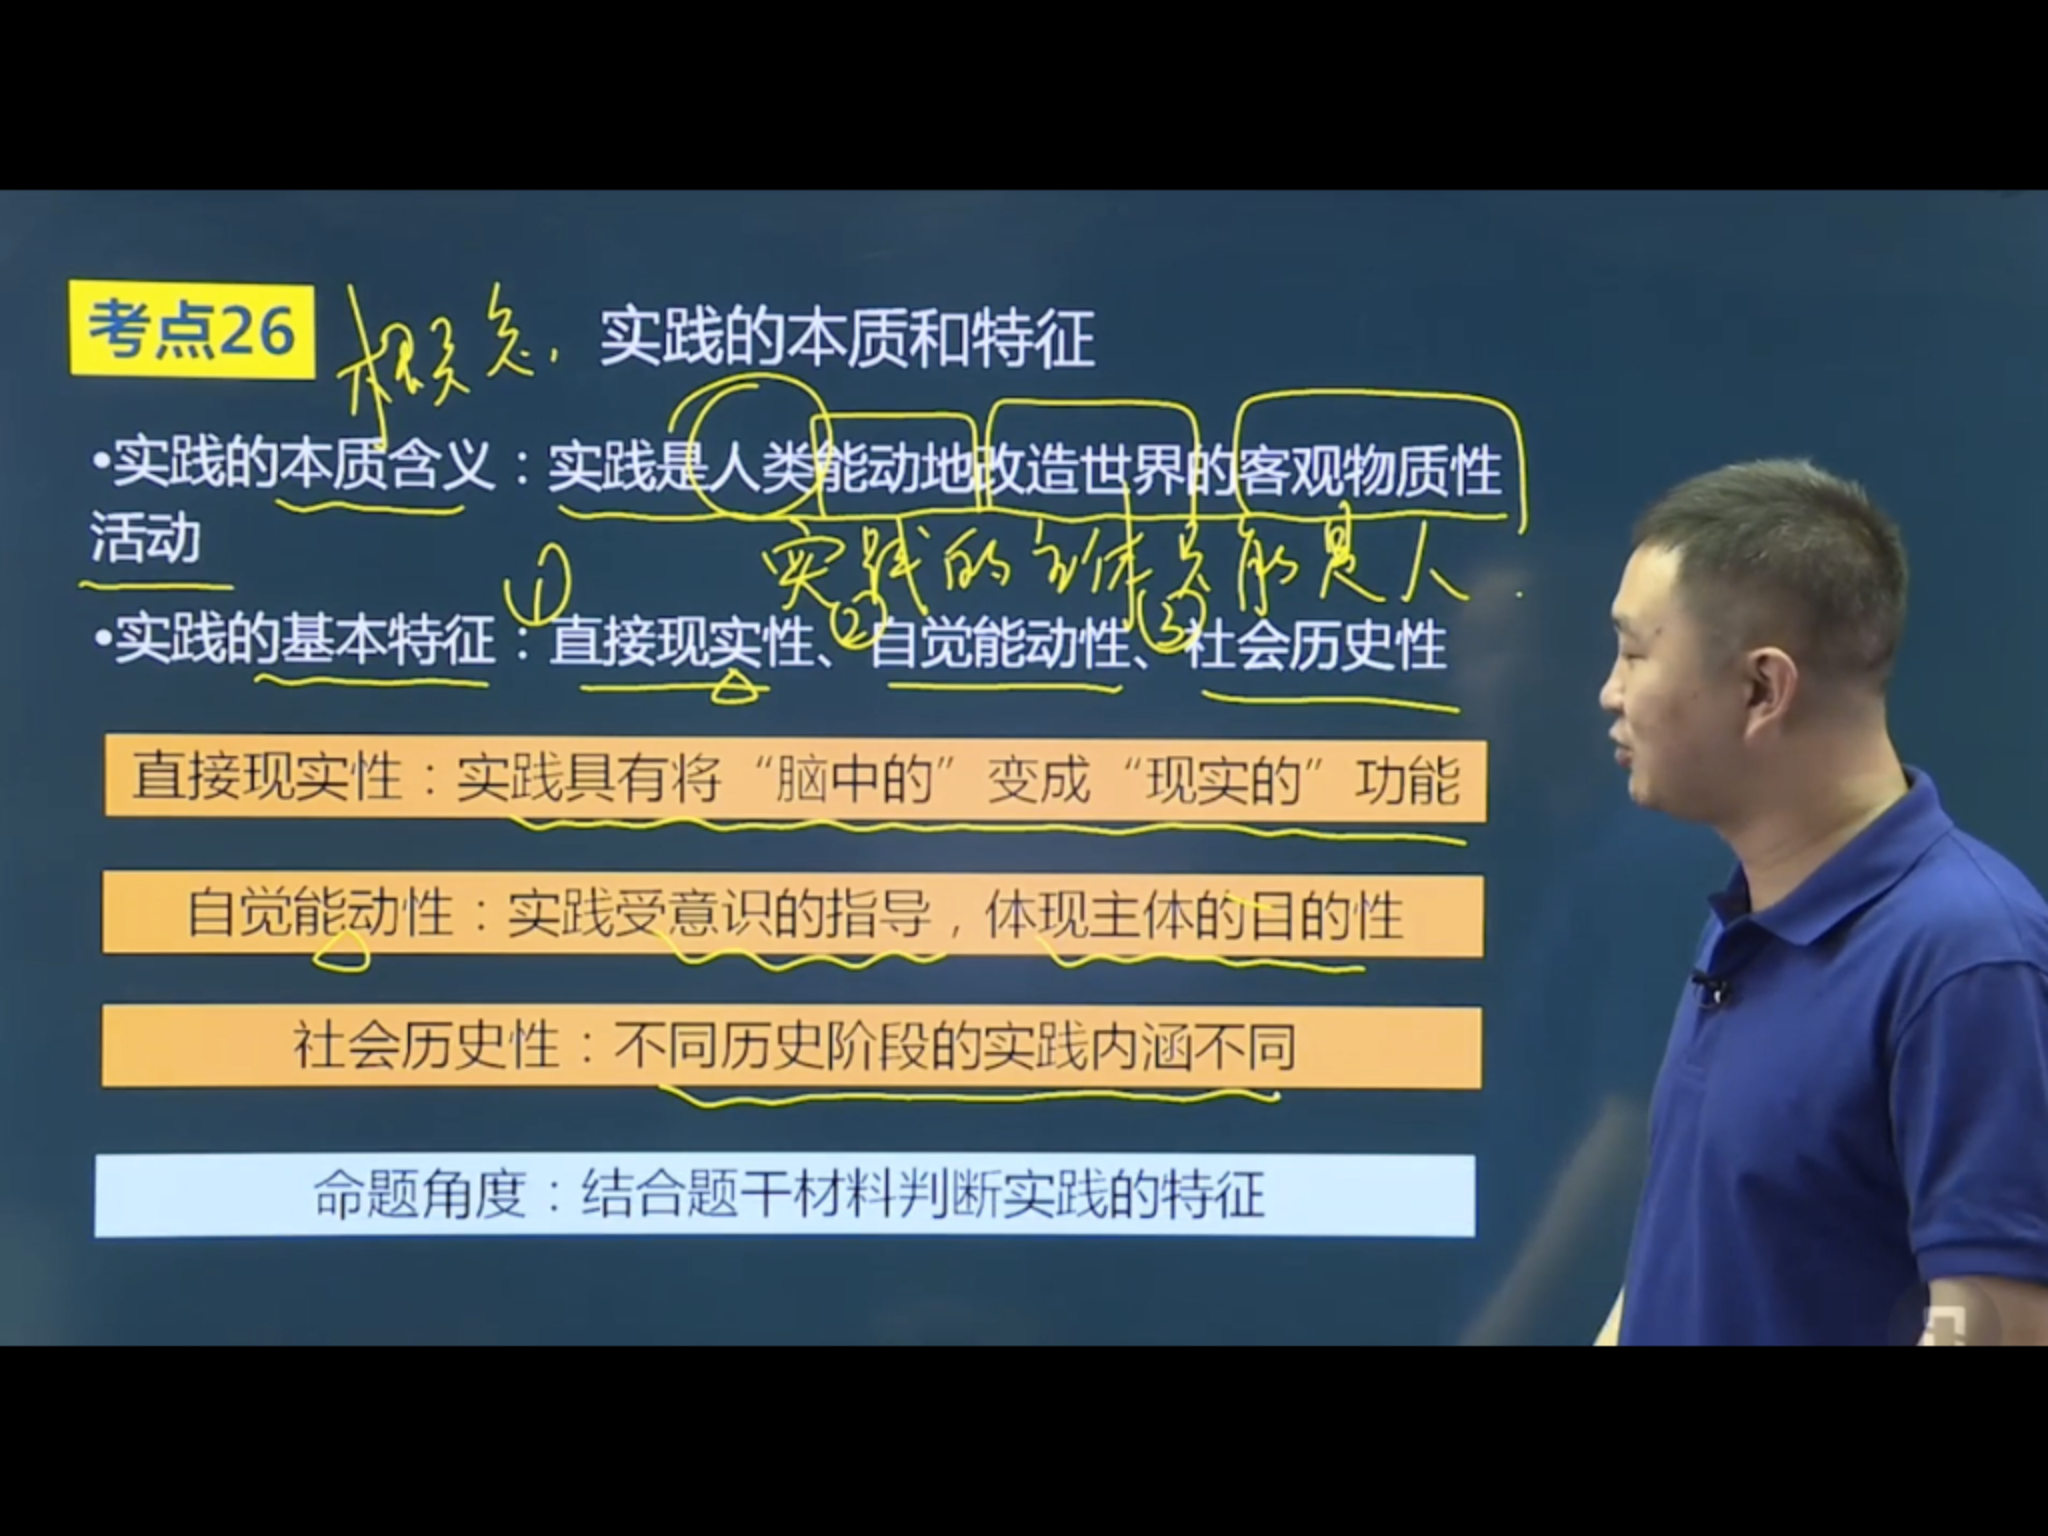 考点26 概念. 实践的本质和特征
•实践的本质含义：实践是人类能动地改造世界的客观物质性
活动
实践的主体只能是人.
① ② ③
•实践的基本特征：直接现实性、自觉能动性、社会历史性
直接现实性：实践具有将“脑中的”变成“现实的”功能
自觉能动性：实践受意识的指导，体现主体的目的性
社会历史性：不同历史阶段的实践内涵不同
命题角度：结合题干材料判断实践的特征